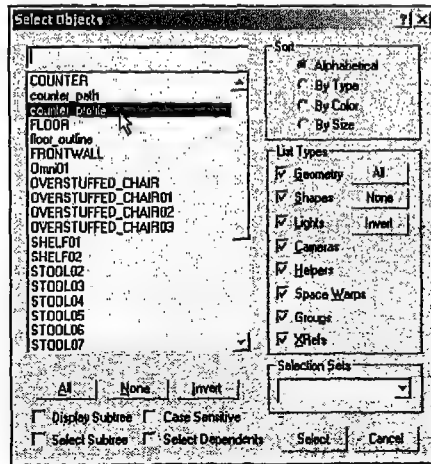 Select Objects
COUNTER
counter_path
counter_profile
FLOOR
floor_outline
FRONTWALL
Omni01
OVERSTUFFED_CHAIR
OVERSTUFFED_CHAIR01
OVERSTUFFED_CHAIR02
OVERSTUFFED_CHAIR03
SHELF01
SHELF02
STOOL02
STOOL03
STOOL04
STOOL05
STOOL06
STOOL07
All None Invert
Display Subtree Case Sensitive
Select Subtree Select Dependents
Sort
Alphabetical
By Type
By Color
By Size
List Types
Geometry All
Shapes None
Lights Invert
Cameras
Helpers
Space Warps
Groups
XRefs
Selection Sets
Select Cancel